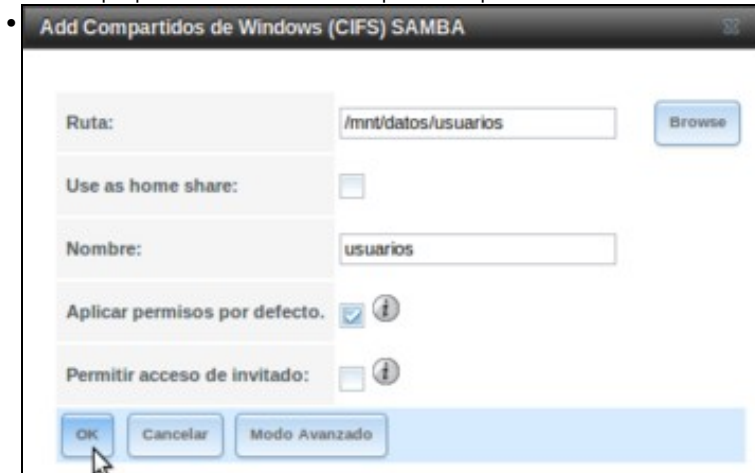 Add Compartidos de Windows (CIFS) SAMBA
Ruta: /mnt/datos/usuarios Browse
Use as home share:
Nombre: usuarios
Aplicar permisos por defecto.
Permitir acceso de invitado:
OK Cancelar Modo Avanzado